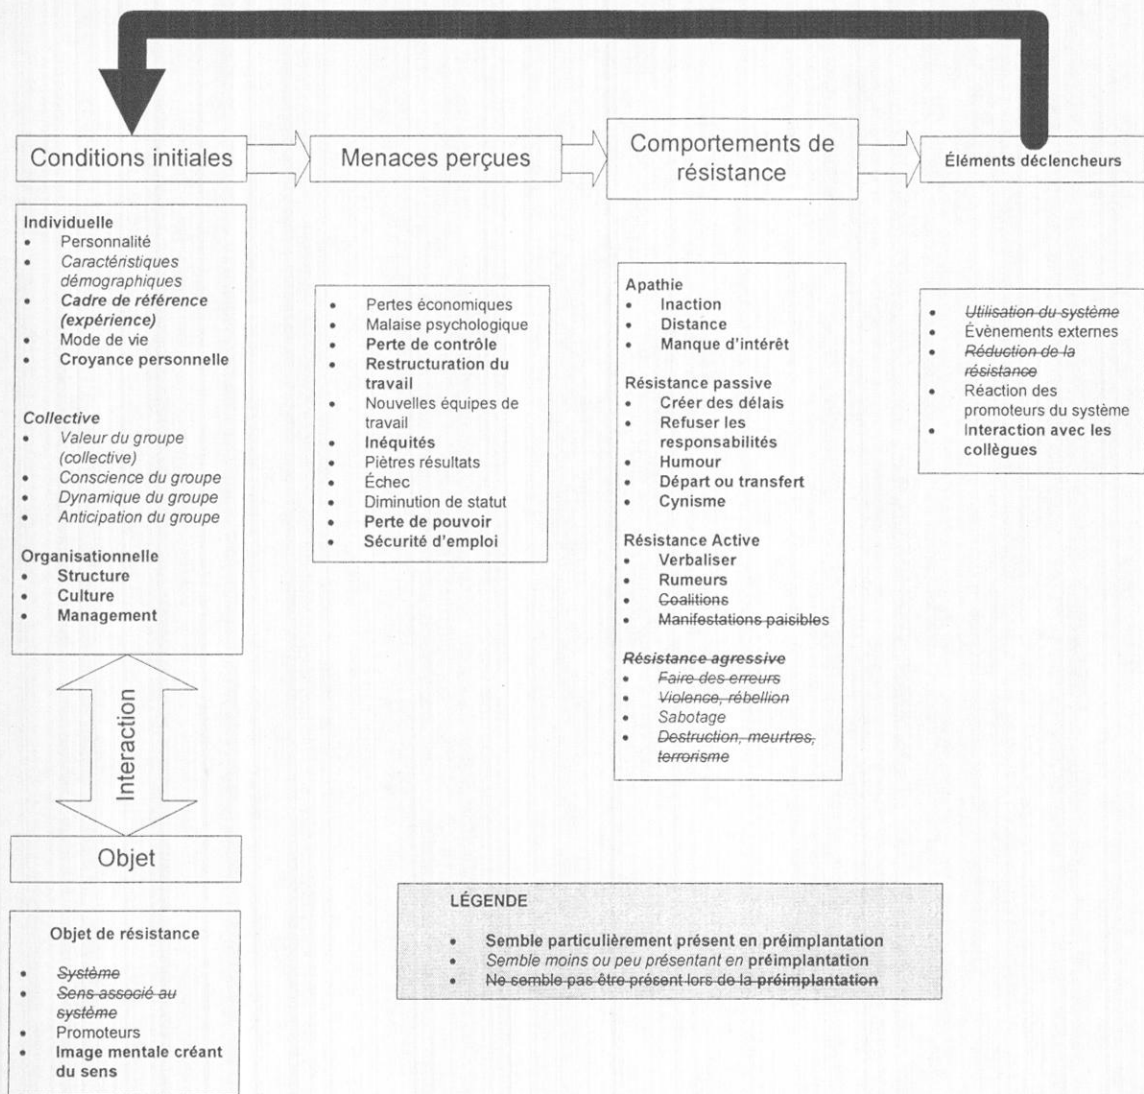 Conditions initiales
Menaces perçues
Comportements de
résistance
Éléments déclencheurs
Individuelle
• Personnalité
• Caractéristiques
démographiques
• Cadre de référence
(expérience)
• Mode de vie
• Croyance personnelle
Collective
• Valeur du groupe
(collective)
• Conscience du groupe
• Dynamique du groupe
• Anticipation du groupe
Organisationnelle
• Structure
• Culture
• Management
• Pertes économiques
• Malaise psychologique
• Perte de contrôle
• Restructuration du
travail
• Nouvelles équipes de
travail
• Inéquités
• Piètres résultats
• Échec
• Diminution de statut
• Perte de pouvoir
• Sécurité d'emploi
Apathie
• Inaction
• Distance
• Manque d'intérêt
Résistance passive
• Créer des délais
• Refuser les
responsabilités
• Humour
• Départ ou transfert
• Cynisme
Résistance Active
• Verbaliser
• Rumeurs
• Coalitions
• Manifestations paisibles
Résistance agressive
• Faire des erreurs
• Violence, rébellion
• Sabotage
• Destruction, meurtres,
terrorisme
• Utilisation du système
• Évènements externes
• Réduction de la
résistance
• Réaction des
promoteurs du système
• Interaction avec les
collègues
Interaction
Objet
Objet de résistance
• Système
• Sens associé au
système
• Promoteurs
• Image mentale créant
du sens
LÉGENDE
• Semble particulièrement présent en préimplantation
• Semble moins ou peu présentant en préimplantation
• Ne semble pas être présent lors de la préimplantation